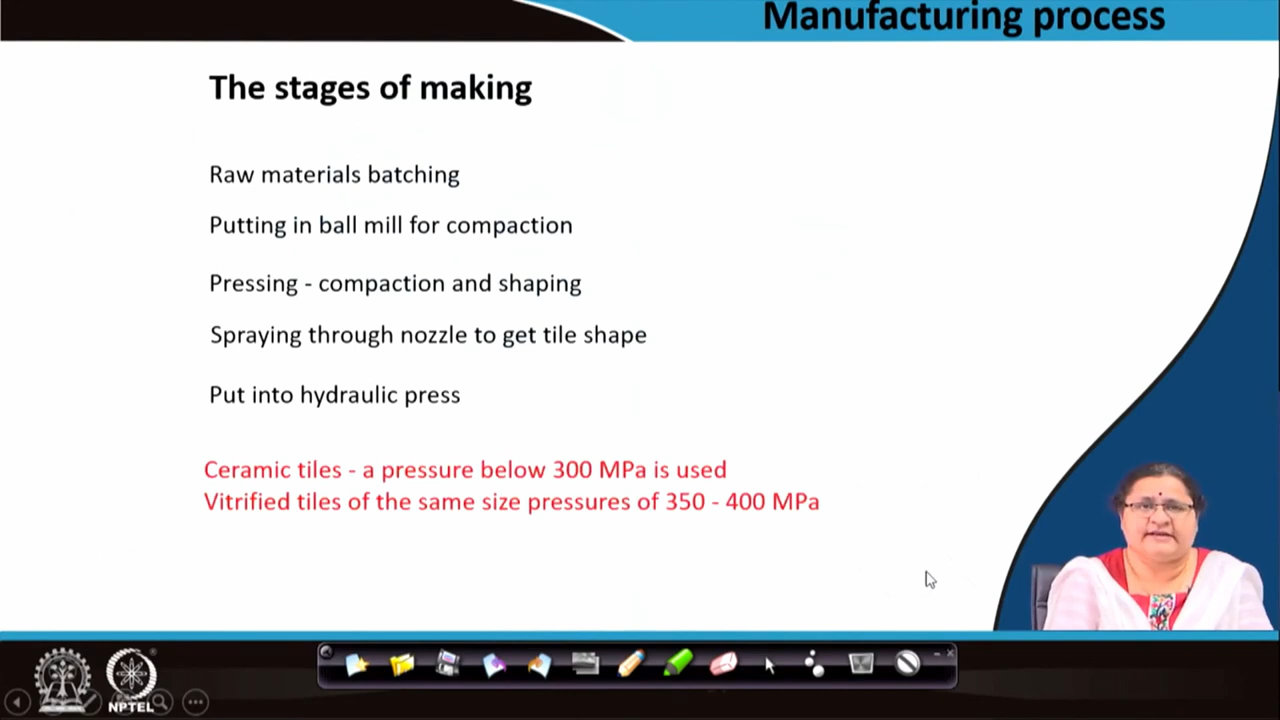 Manufacturing process
The stages of making
Raw materials batching
Putting in ball mill for compaction
Pressing - compaction and shaping
Spraying through nozzle to get tile shape
Put into hydraulic press
Ceramic tiles - a pressure below 300 MPa is used
Vitrified tiles of the same size pressures of 350 - 400 MPa
NPTEL